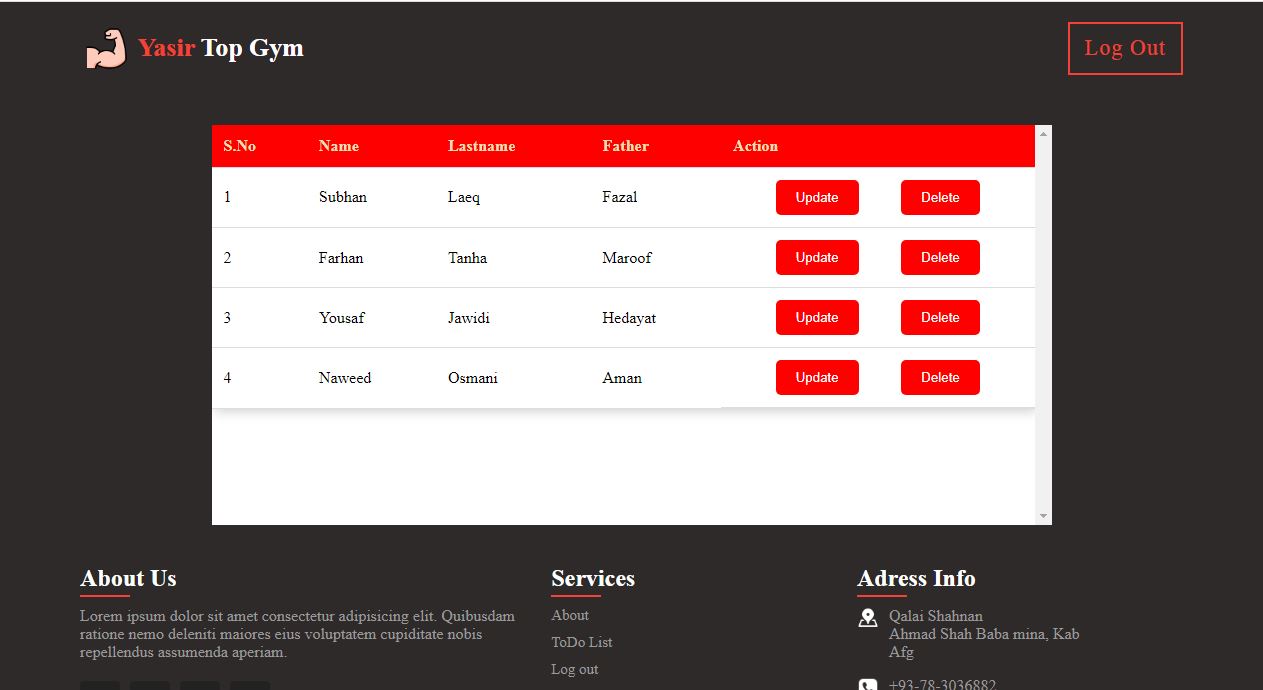 Yasir Top Gym
Log Out
S.No Name Lastname Father Action
1 Subhan Laeq Fazal Update Delete
2 Farhan Tanha Maroof Update Delete
3 Yousaf Jawidi Hedayat Update Delete
4 Naweed Osmani Aman Update Delete
About Us
Lorem ipsum dolor sit amet consectetur adipisicing elit. Quibusdam
ratione nemo deleniti maiores eius voluptatem cupiditate nobis
repellendus assumenda aperiam.
Services
About
ToDo List
Log out
Adress Info
Qalai Shahnan
Ahmad Shah Baba mina, Kab
Afg
+93-78-3036882